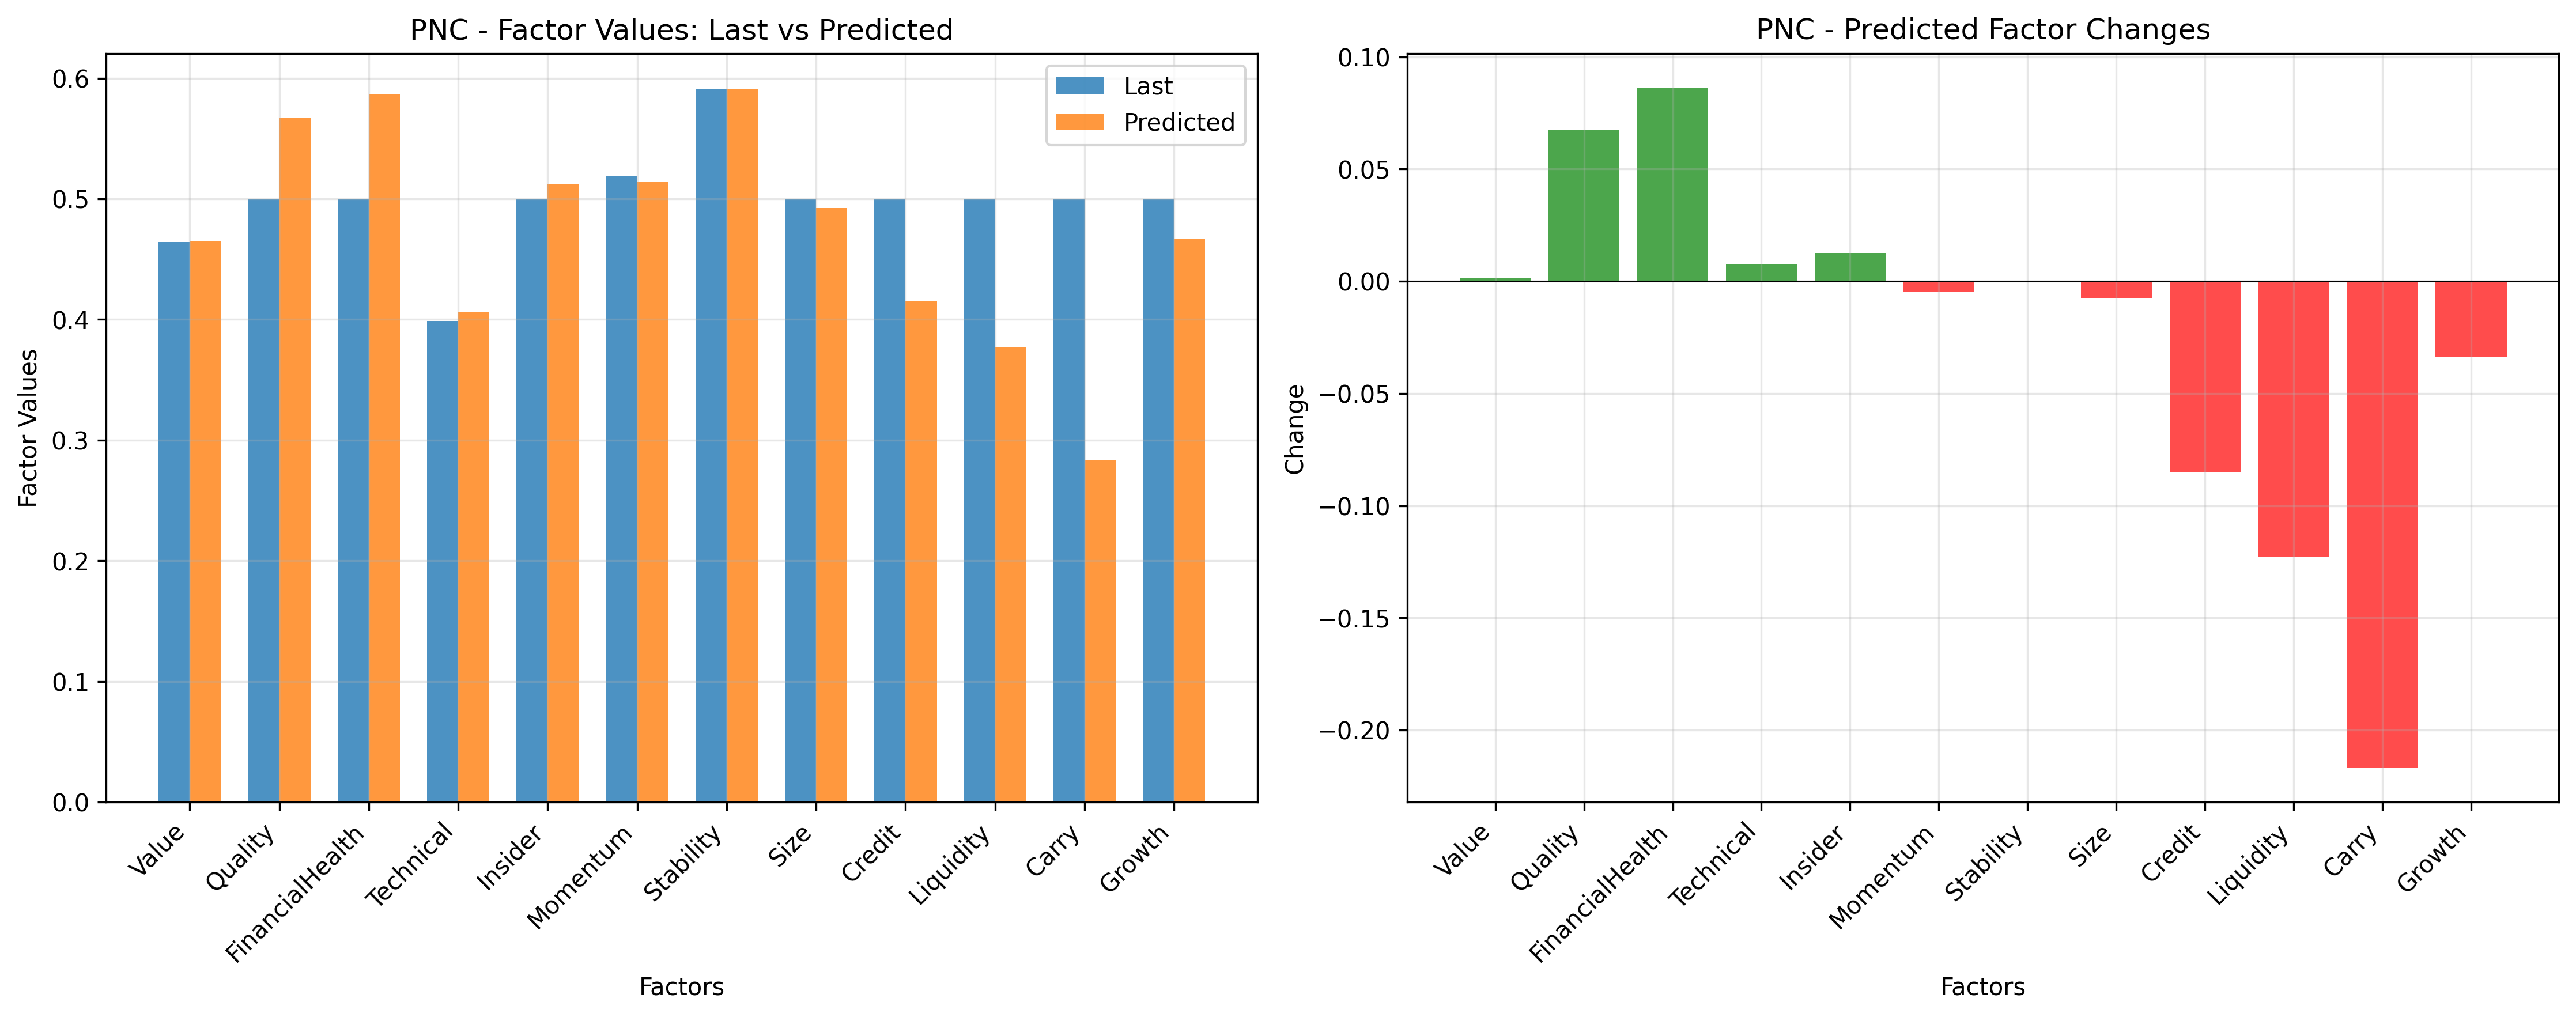 PNC - Factor Values: Last vs Predicted
Last
Predicted
Factor Values
0.6
0.5
0.4
0.3
0.2
0.1
0.0
Value
Quality
FinancialHealth
Technical
Insider
Momentum
Stability
Size
Credit
Liquidity
Carry
Growth
Factors
PNC - Predicted Factor Changes
Change
0.10
0.05
0.00
−0.05
−0.10
−0.15
−0.20
Value
Quality
FinancialHealth
Technical
Insider
Momentum
Stability
Size
Credit
Liquidity
Carry
Growth
Factors